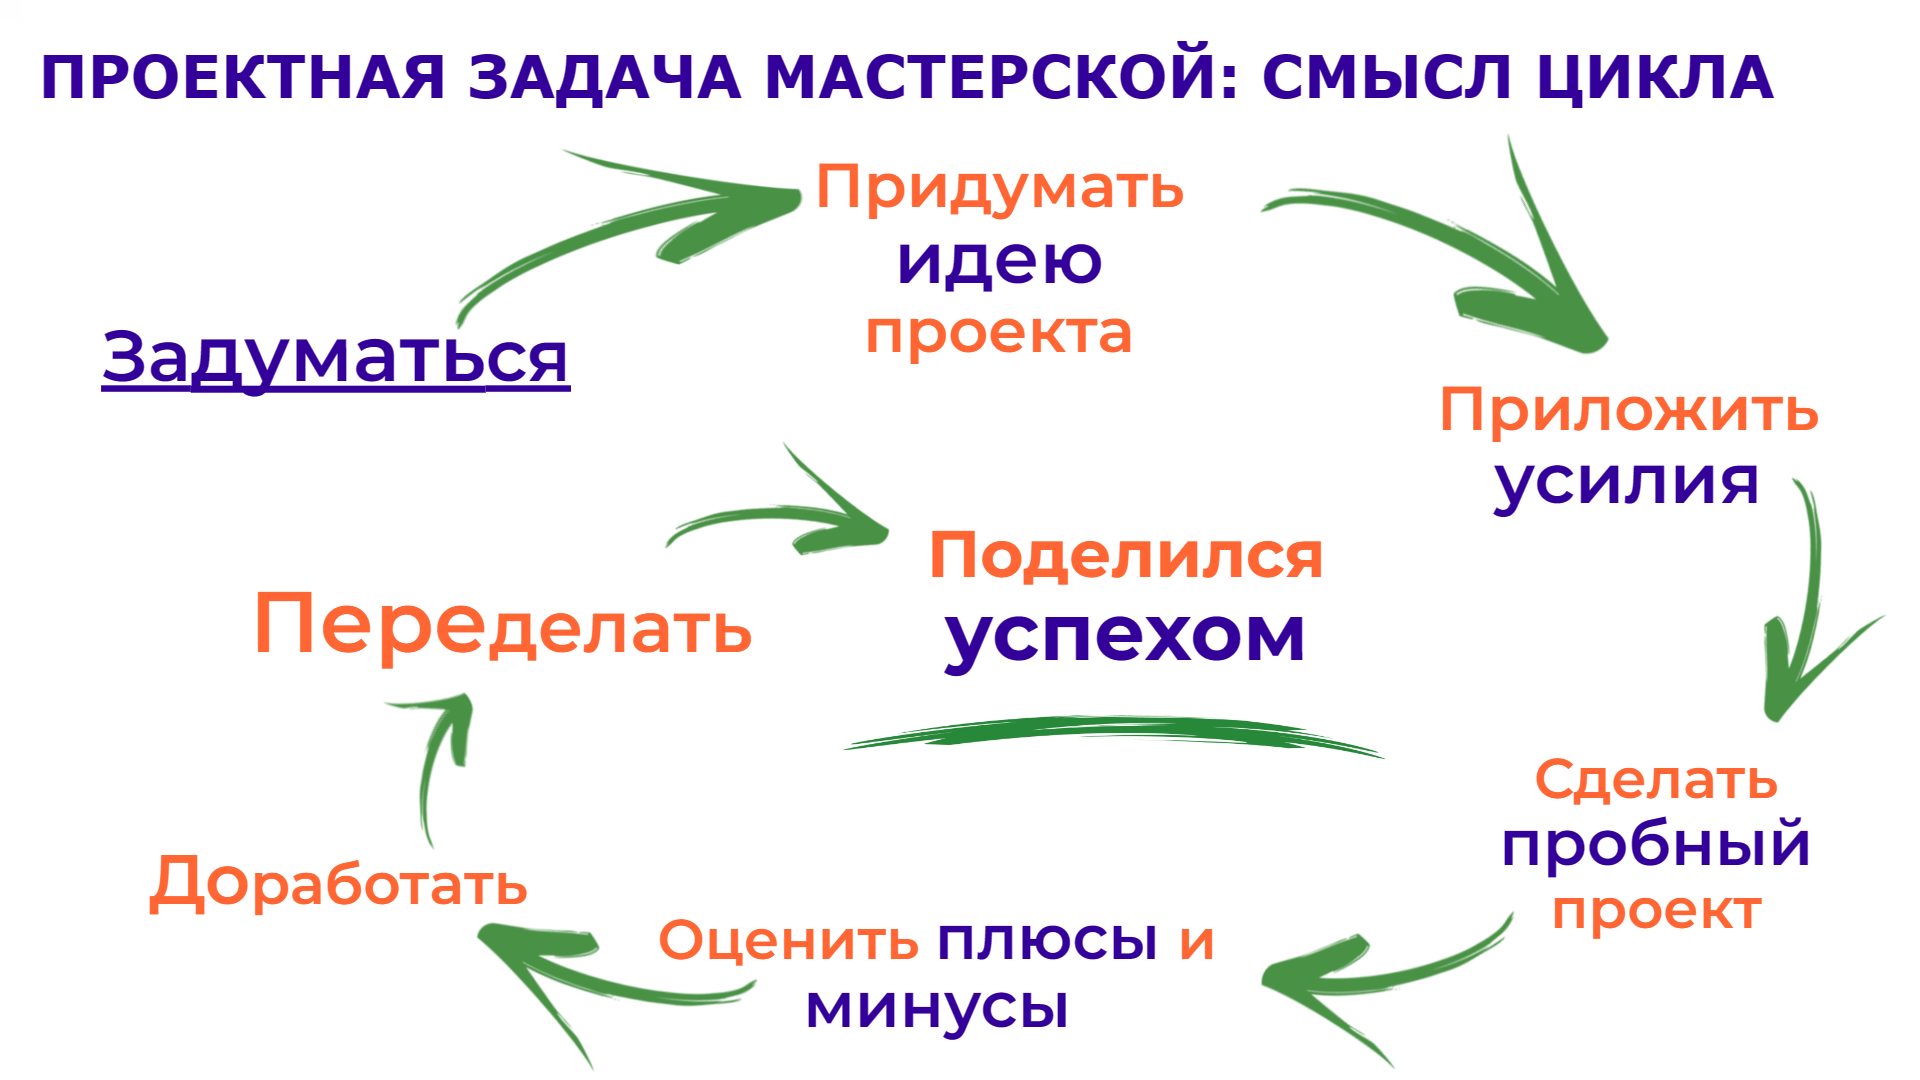 ПРОЕКТНАЯ ЗАДАЧА МАСТЕРСКОЙ: СМЫСЛ ЦИКЛА
Задуматься
Придумать
идею
проекта
Приложить
усилия
Сделать
пробный
проект
Оценить плюсы и
минусы
Доработать
Переделать
Поделился
успехом